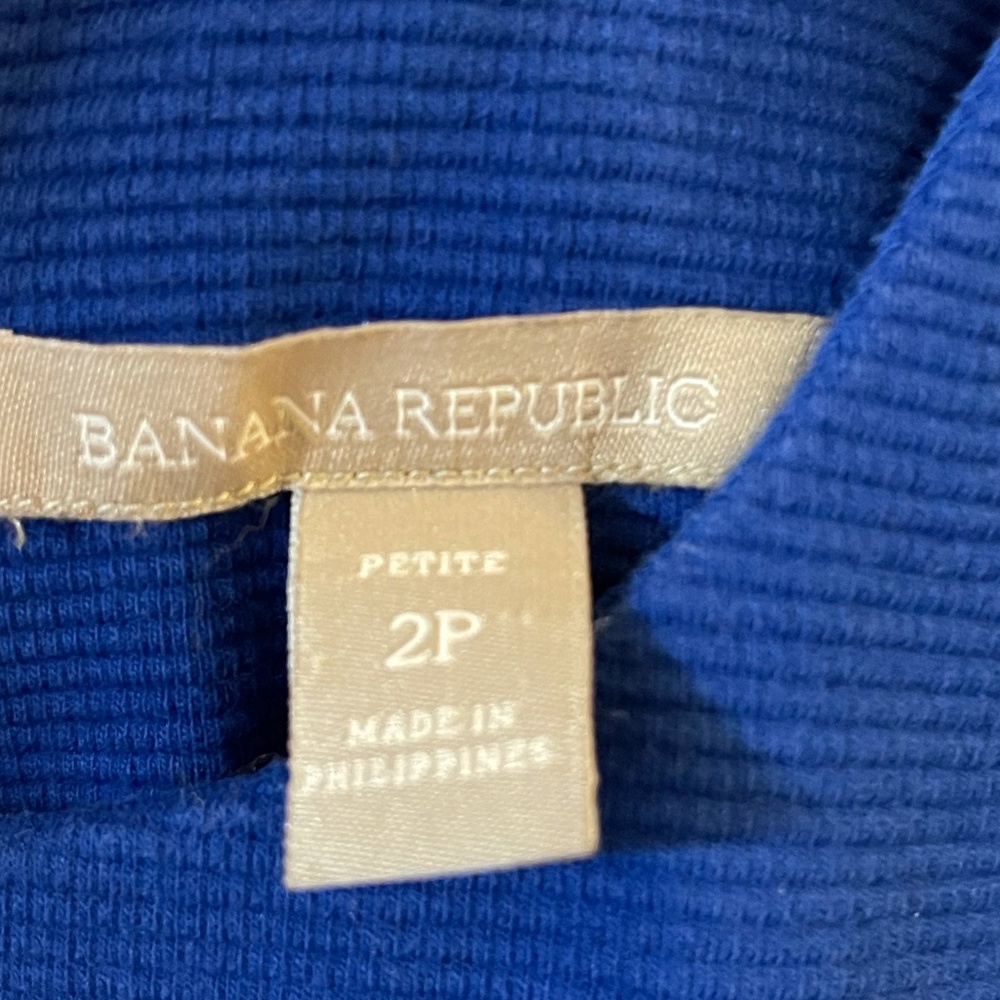 BANANA REPUBLIC
PETITE
2P
MADE IN
PHILIPPINES